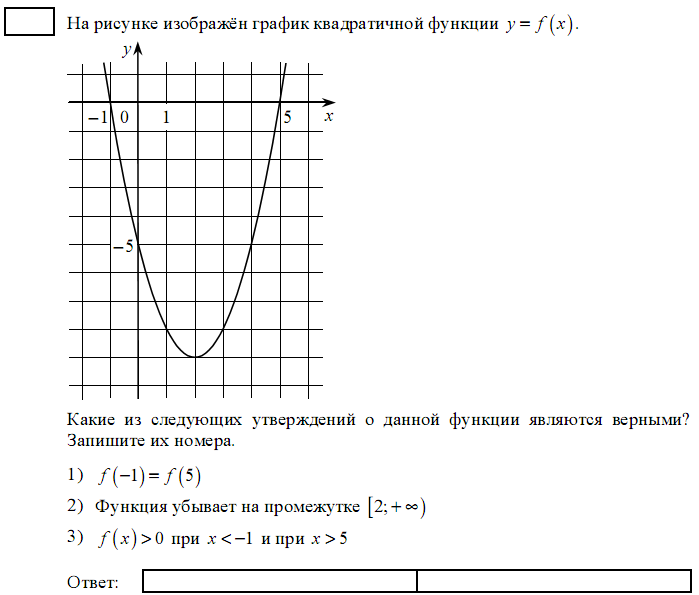 На рисунке изображён график квадратичной функции y = f(x).
y
−1 0 1 5 x
−5
Какие из следующих утверждений о данной функции являются верными?
Запишите их номера.
1) f(−1) = f(5)
2) Функция убывает на промежутке [2; +∞)
3) f(x) > 0 при x < −1 и при x > 5
Ответ: